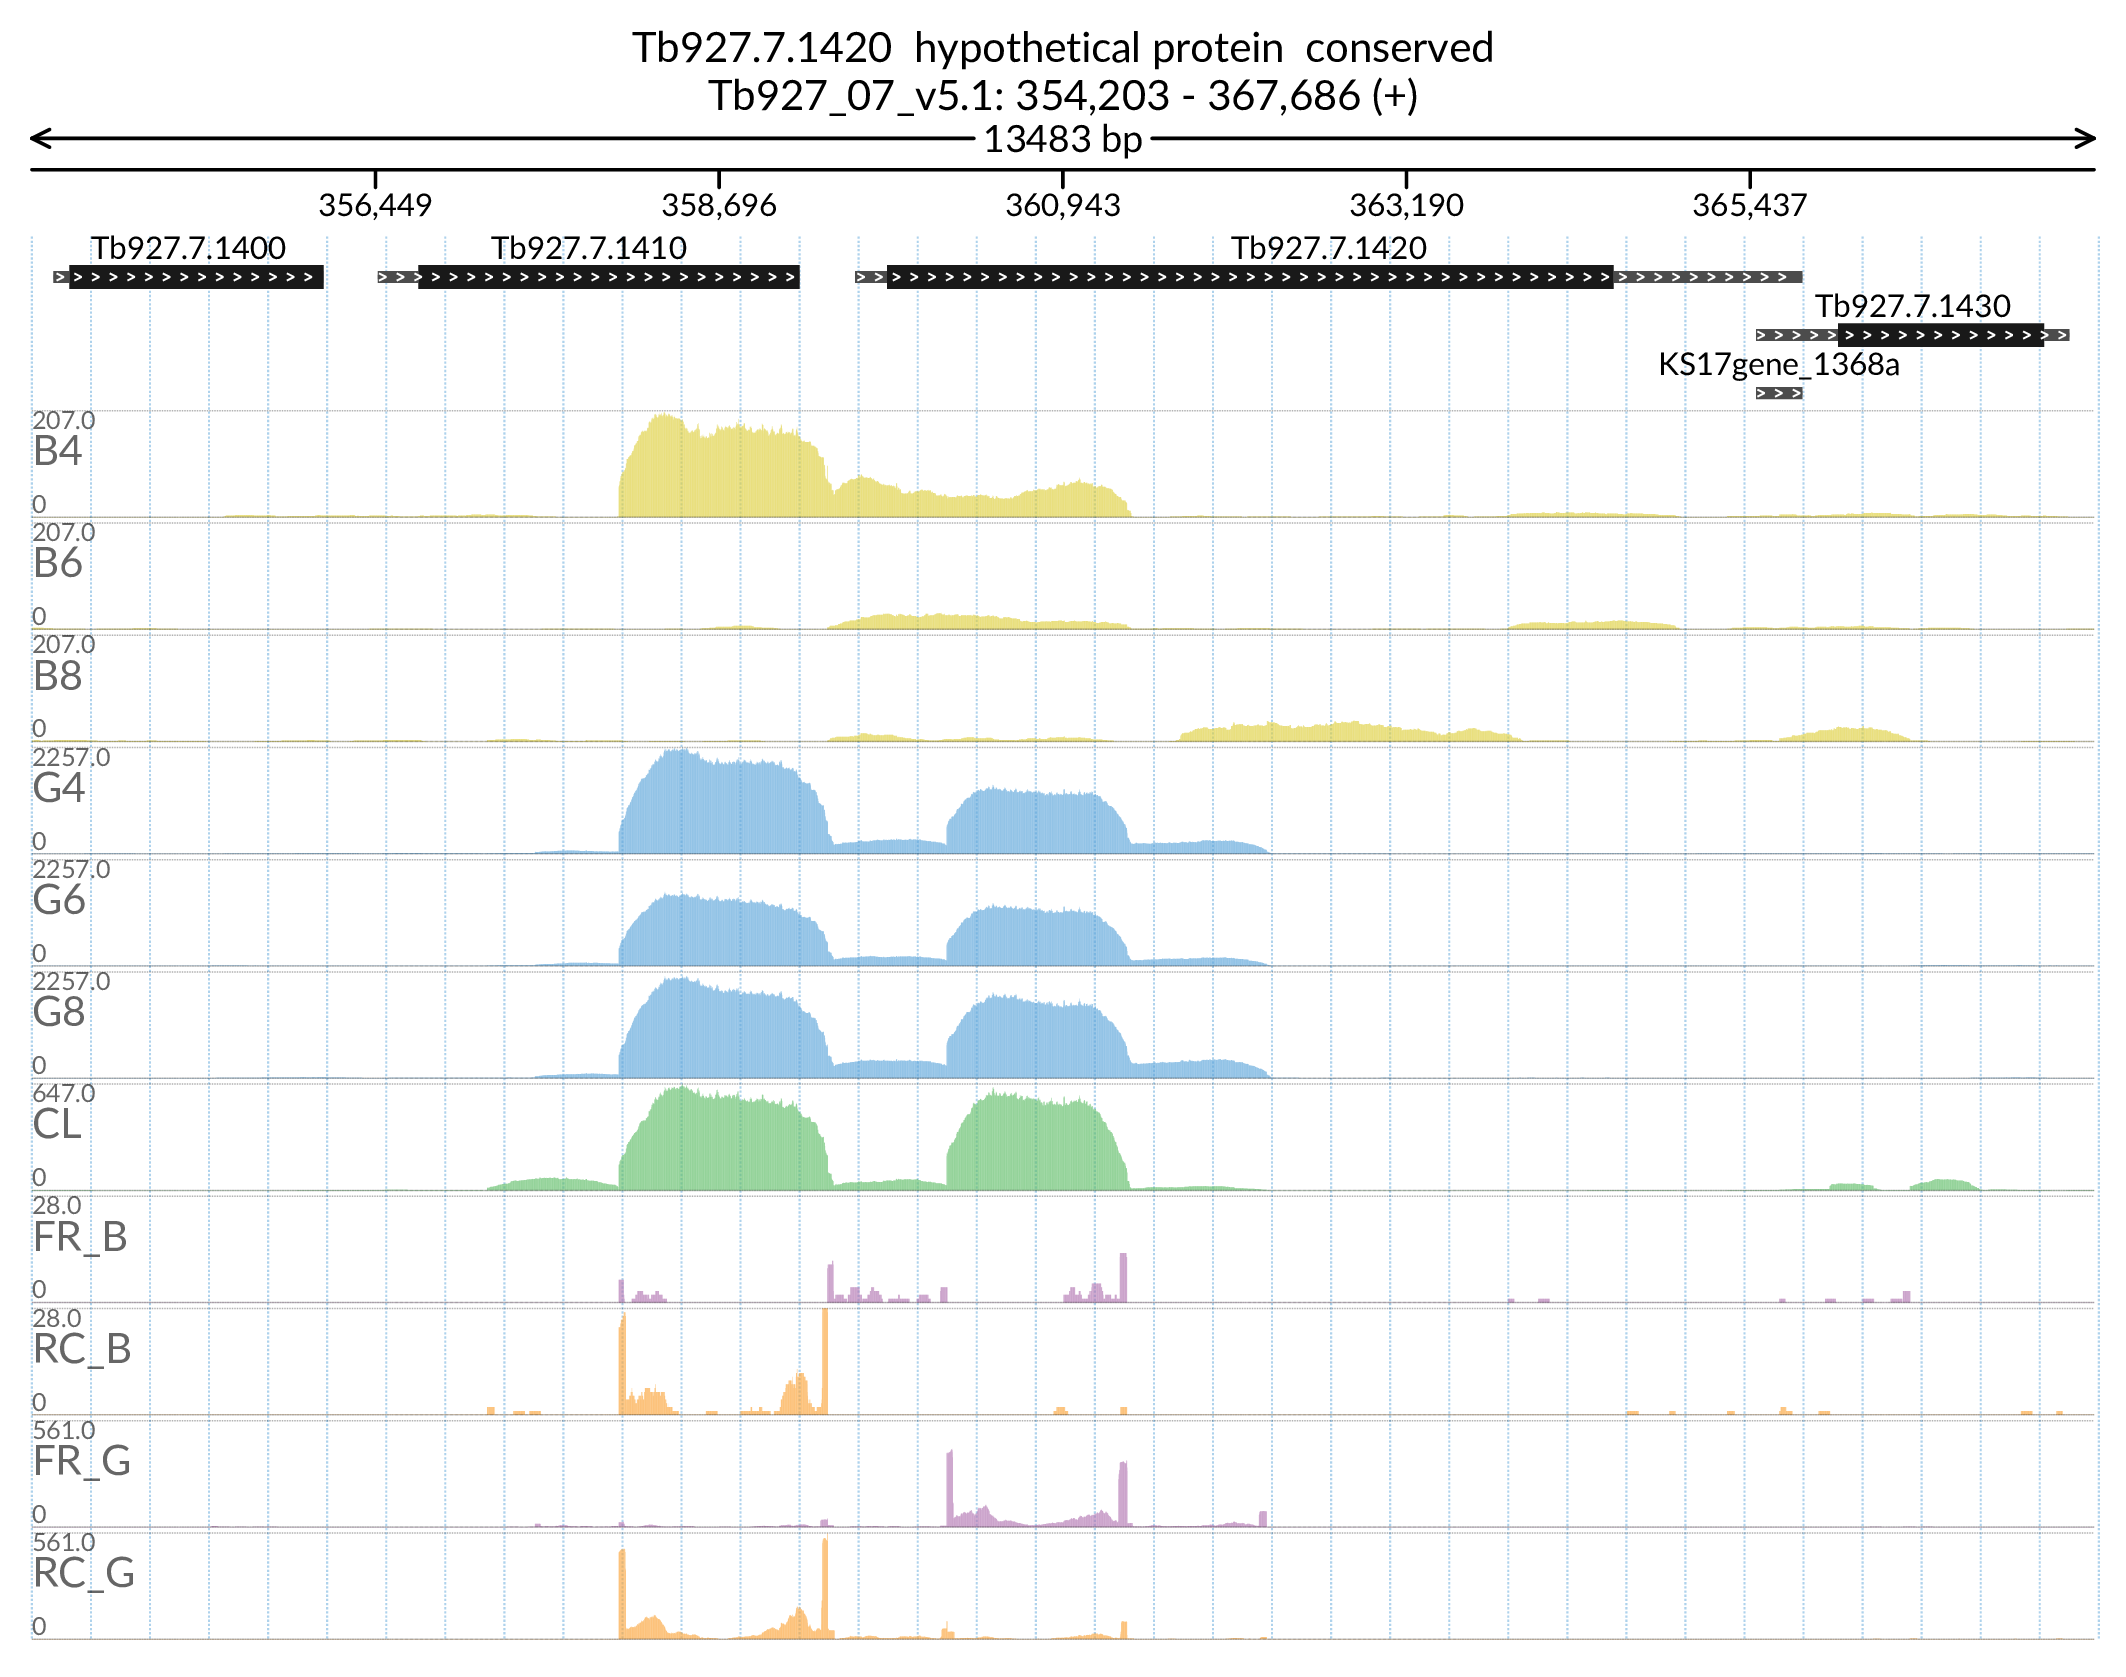 Tb927.7.1420 hypothetical protein conserved
Tb927_07_v5.1: 354,203 - 367,686 (+)
13483 bp
356,449 358,696 360,943 363,190 365,437
Tb927.7.1400 Tb927.7.1410 Tb927.7.1420
Tb927.7.1430
KS17gene_1368a
207.0
B4
0
207.0
B6
0
207.0
B8
0
2257.0
G4
0
2257.0
G6
0
2257.0
G8
0
647.0
CL
0
28.0
FR_B
0
28.0
RC_B
0
561.0
FR_G
0
561.0
RC_G
0